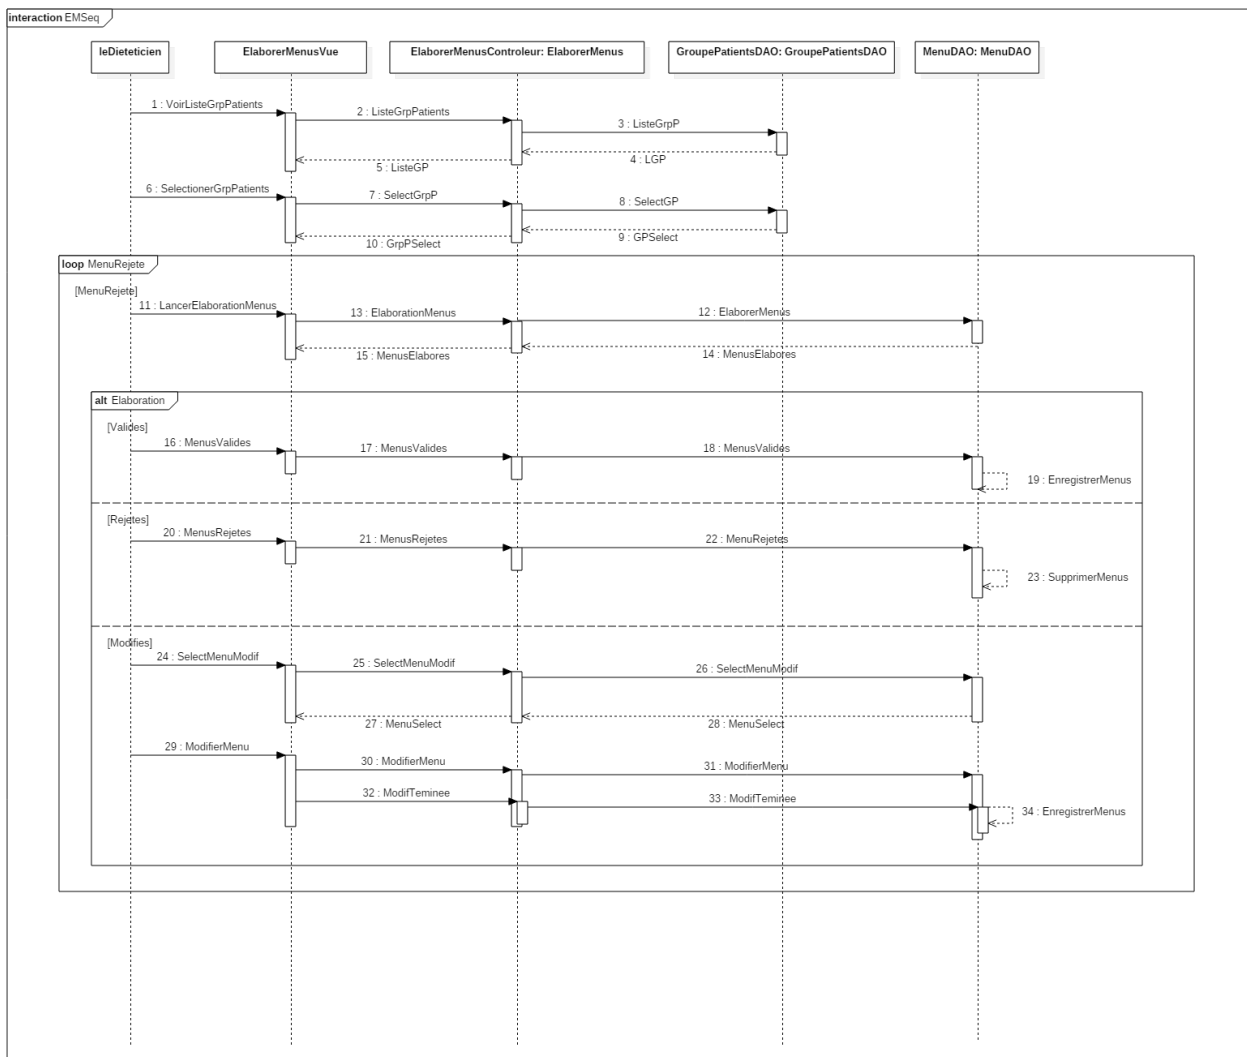 interaction EMSeq
leDieteticien
ElaborerMenusVue
ElaborerMenusControleur: ElaborerMenus
GroupePatientsDAO: GroupePatientsDAO
MenuDAO: MenuDAO
1 : VoirListeGrpPatients
2 : ListeGrpPatients
3 : ListeGrpP
4 : LGP
5 : ListeGP
6 : SelectionerGrpPatients
7 : SelectGrpP
8 : SelectGP
9 : GPSelect
10 : GrpPSelect
loop MenuRejete
[MenuRejete]
11 : LancerElaborationMenus
13 : ElaborationMenus
12 : ElaborerMenus
15 : MenusElabores
14 : MenusElabores
alt Elaboration
[Valides]
16 : MenusValides
17 : MenusValides
18 : MenusValides
19 : EnregistrerMenus
[Rejetes]
20 : MenusRejetes
21 : MenusRejetes
22 : MenuRejetes
23 : SupprimerMenus
[Modifies]
24 : SelectMenuModif
25 : SelectMenuModif
26 : SelectMenuModif
27 : MenuSelect
28 : MenuSelect
29 : ModifierMenu
30 : ModifierMenu
31 : ModifierMenu
32 : ModifTeminee
33 : ModifTeminee
34 : EnregistrerMenus